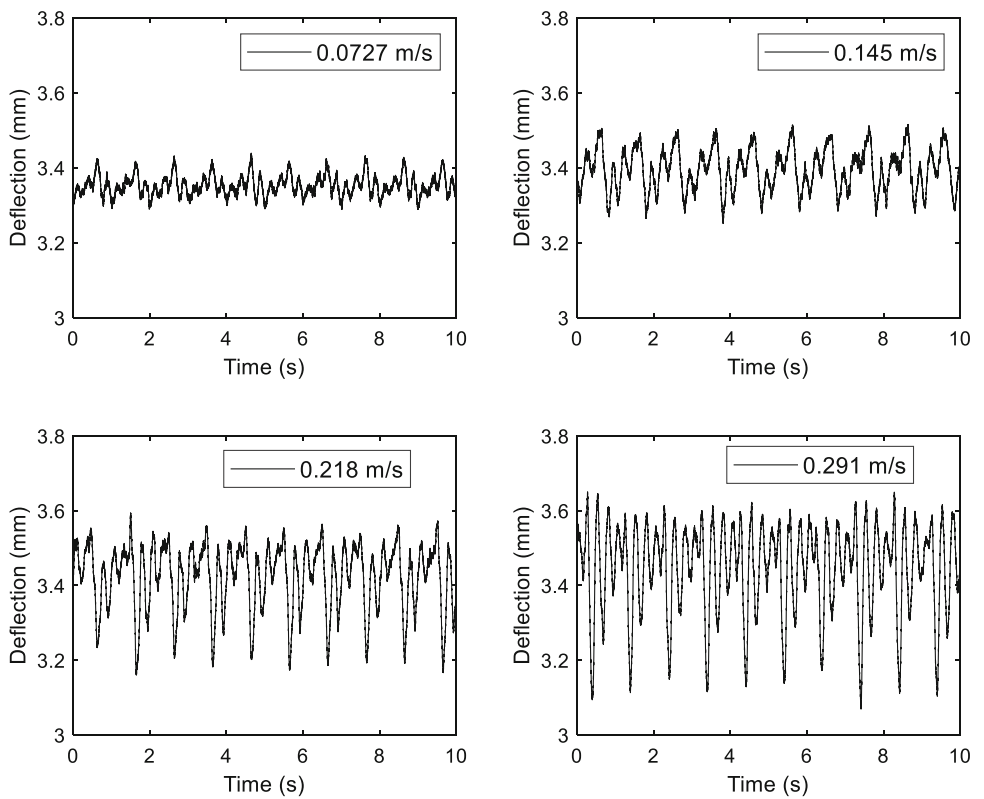 3.8
3.6
3.4
3.2
3
Deflection (mm)
0.0727 m/s
0 2 4 6 8 10
Time (s)
3.8
3.6
3.4
3.2
3
Deflection (mm)
0.145 m/s
0 2 4 6 8 10
Time (s)
3.8
3.6
3.4
3.2
3
Deflection (mm)
0.218 m/s
0 2 4 6 8 10
Time (s)
3.8
3.6
3.4
3.2
3
Deflection (mm)
0.291 m/s
0 2 4 6 8 10
Time (s)